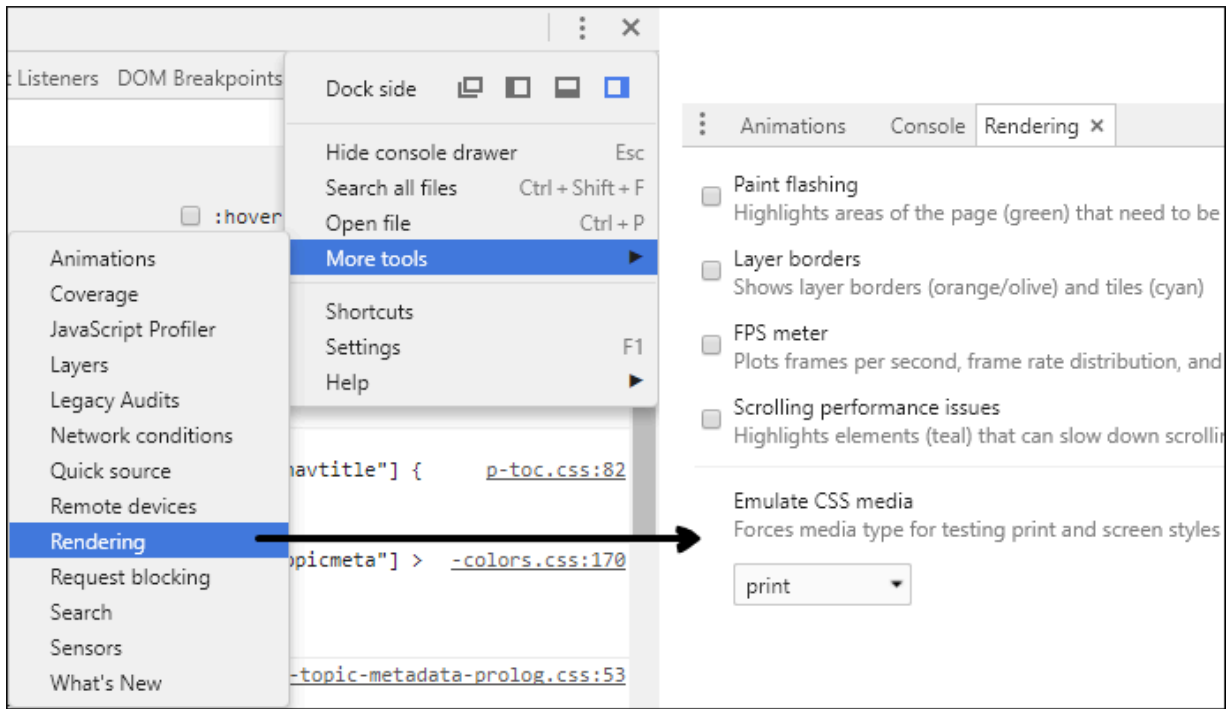 t Listeners DOM Breakpoints
:hover
Dock side
Hide console drawer Esc
Search all files Ctrl + Shift + F
Open file Ctrl + P
More tools
Shortcuts
Settings F1
Help
Animations
Coverage
JavaScript Profiler
Layers
Legacy Audits
Network conditions
Quick source
Remote devices
Rendering
Request blocking
Search
Sensors
What's New
navtitle"] { p-toc.css:82
opicmeta"] > -colors.css:170
-topic-metadata-prolog.css:53
Animations Console Rendering ×
Paint flashing
Highlights areas of the page (green) that need to be
Layer borders
Shows layer borders (orange/olive) and tiles (cyan)
FPS meter
Plots frames per second, frame rate distribution, and
Scrolling performance issues
Highlights elements (teal) that can slow down scrollin
Emulate CSS media
Forces media type for testing print and screen styles
print